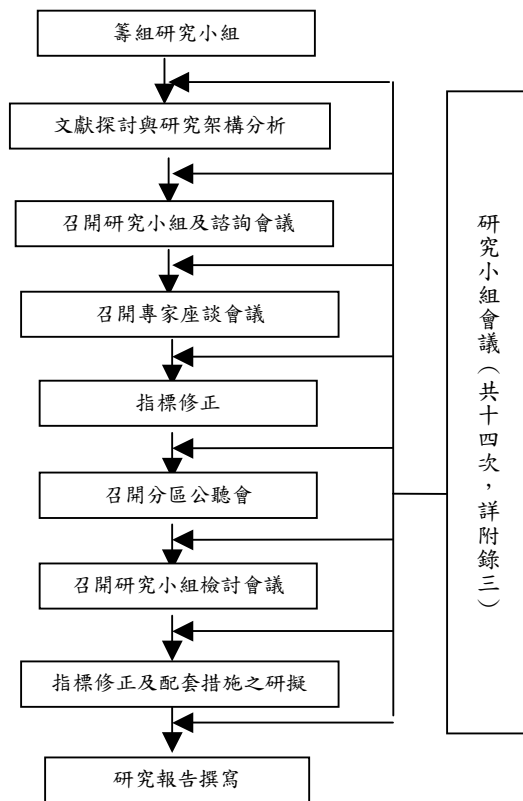 籌組研究小組
文獻探討與研究架構分析
召開研究小組及諮詢會議
召開專家座談會議
指標修正
召開分區公聽會
召開研究小組檢討會議
指標修正及配套措施之研擬
研究報告撰寫
研究小組會議（共十四次，詳附錄三）